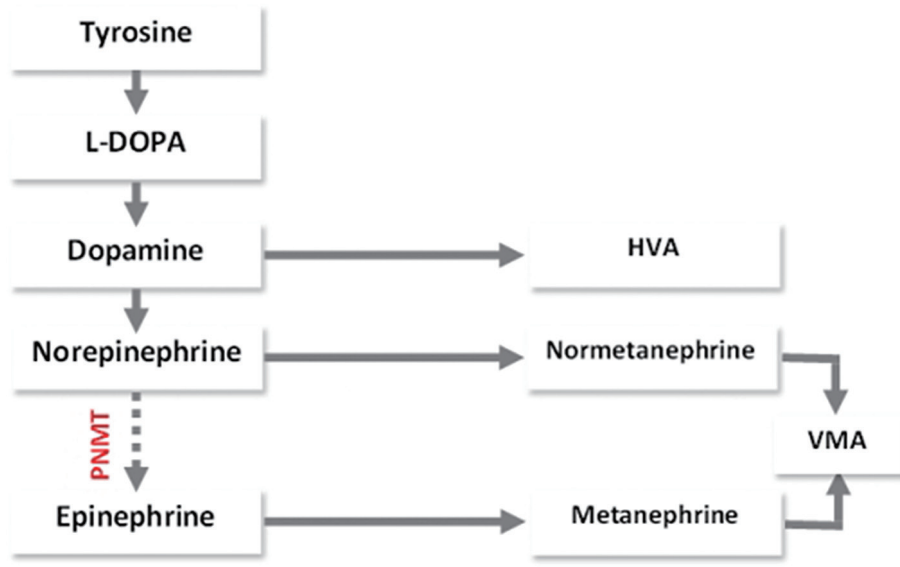 Tyrosine
L-DOPA
Dopamine
HVA
Norepinephrine
Normetanephrine
PNMT
VMA
Epinephrine
Metanephrine